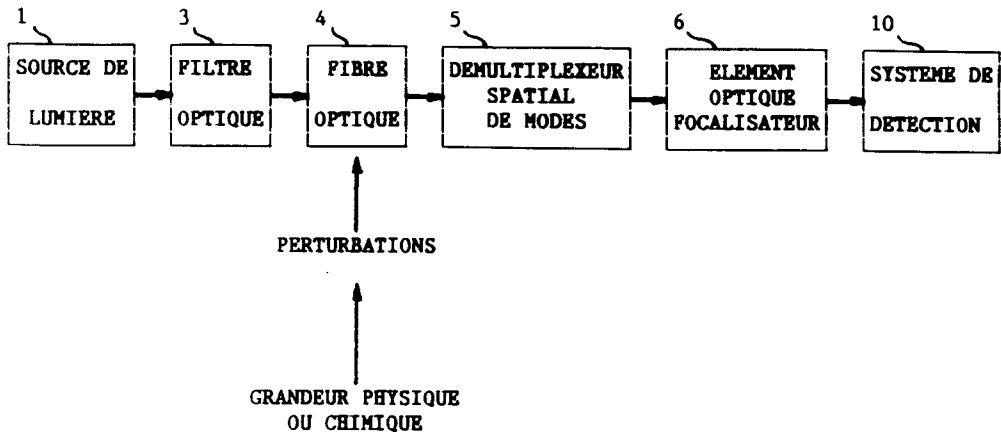 1
3
4
5
6
10
SOURCE DE
LUMIERE
FILTRE
OPTIQUE
FIBRE
OPTIQUE
DEMULTIPLEXEUR
SPATIAL
DE MODES
ELEMENT
OPTIQUE
FOCALISATEUR
SYSTEME DE
DETECTION
PERTURBATIONS
GRANDEUR PHYSIQUE
OU CHIMIQUE